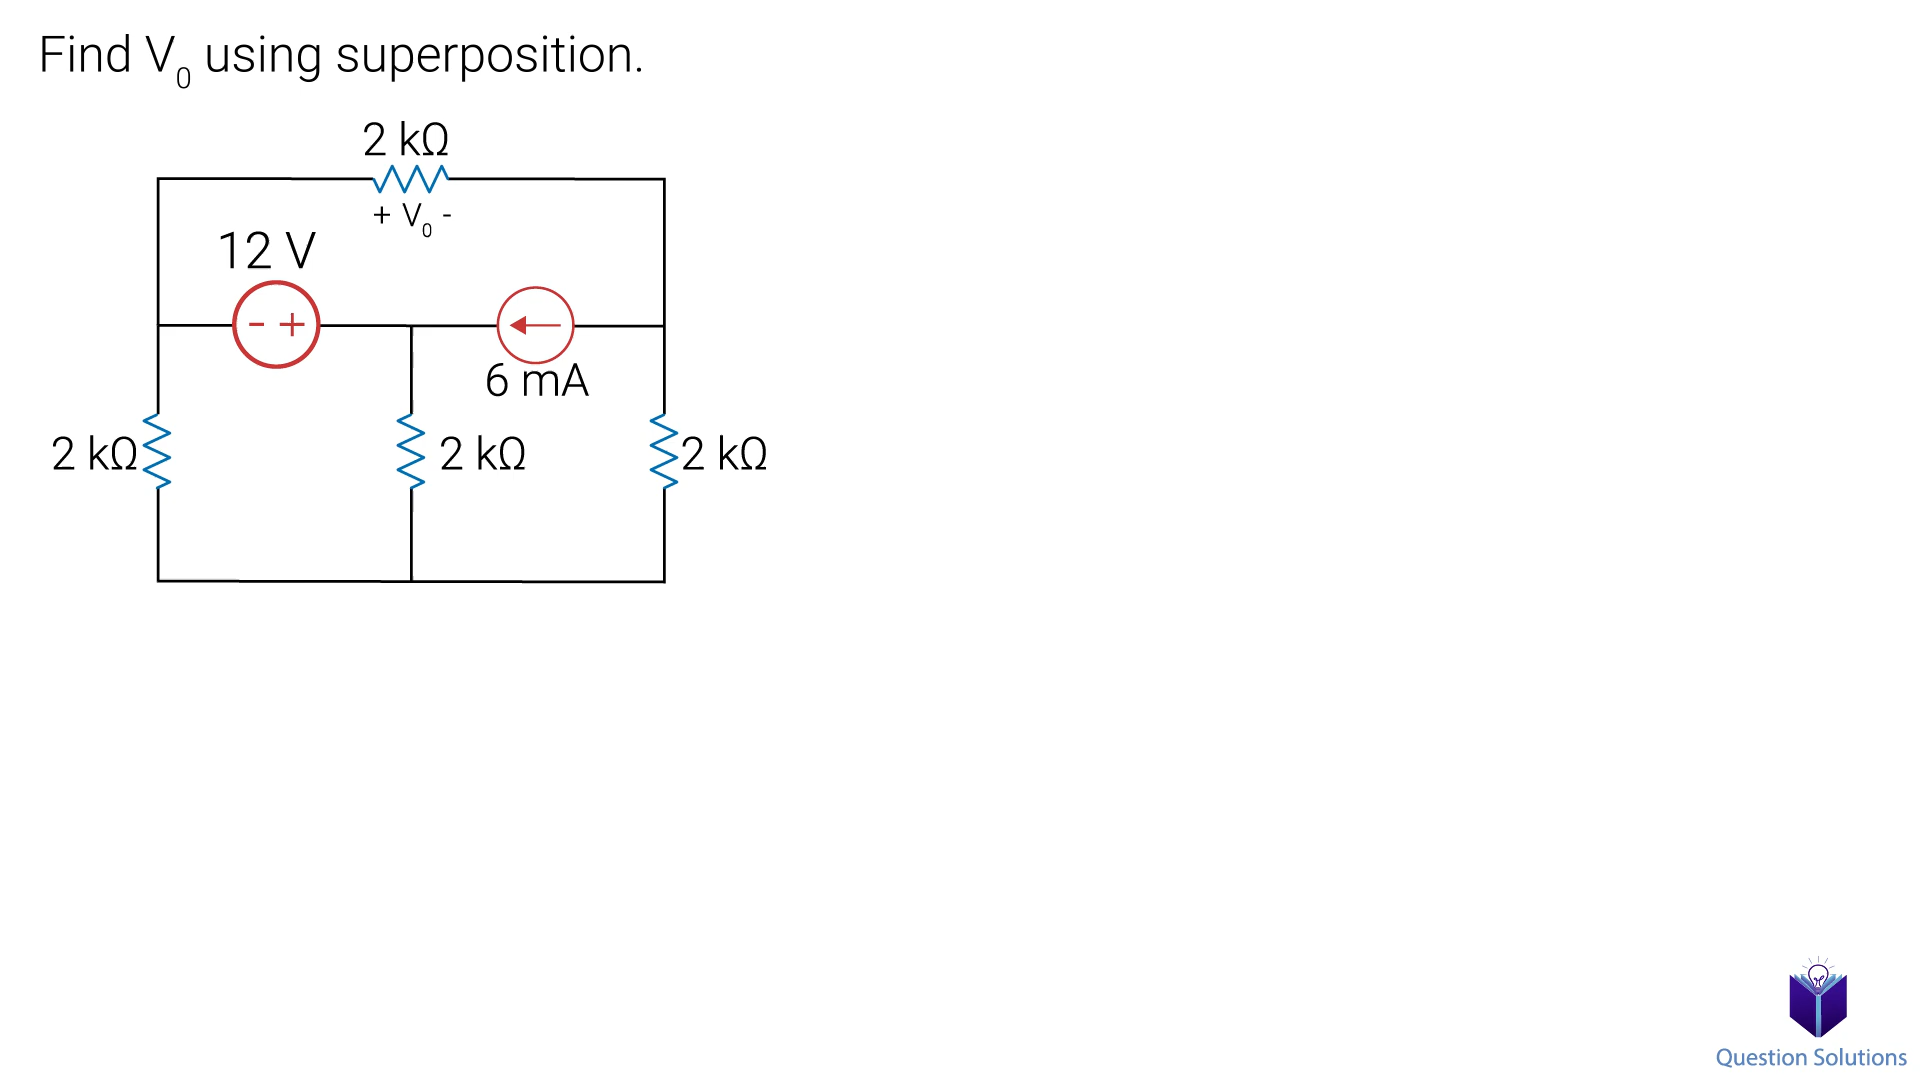 Find V₀ using superposition.
2 kΩ
+ V₀ -
12 V
- +
6 mA
2 kΩ
2 kΩ
2 kΩ
Question Solutions